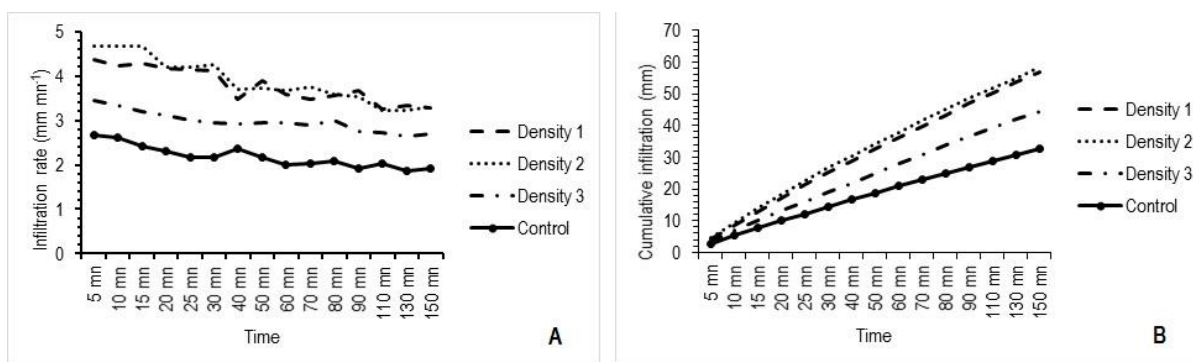 5
4
3
2
1
0
Infiltration rate (mm mn-1)
5 mn
10 mn
15 mn
20 mn
25 mn
30 mn
40 mn
50 mn
60 mn
70 mn
80 mn
90 mn
110 mn
130 mn
150 mn
Time
Density 1
Density 2
Density 3
Control
A
70
60
50
40
30
20
10
0
Cumulative infiltration (mm)
5 mn
10 mn
15 mn
20 mn
25 mn
30 mn
40 mn
50 mn
60 mn
70 mn
80 mn
90 mn
110 mn
130 mn
150 mn
Time
Density 1
Density 2
Density 3
Control
B